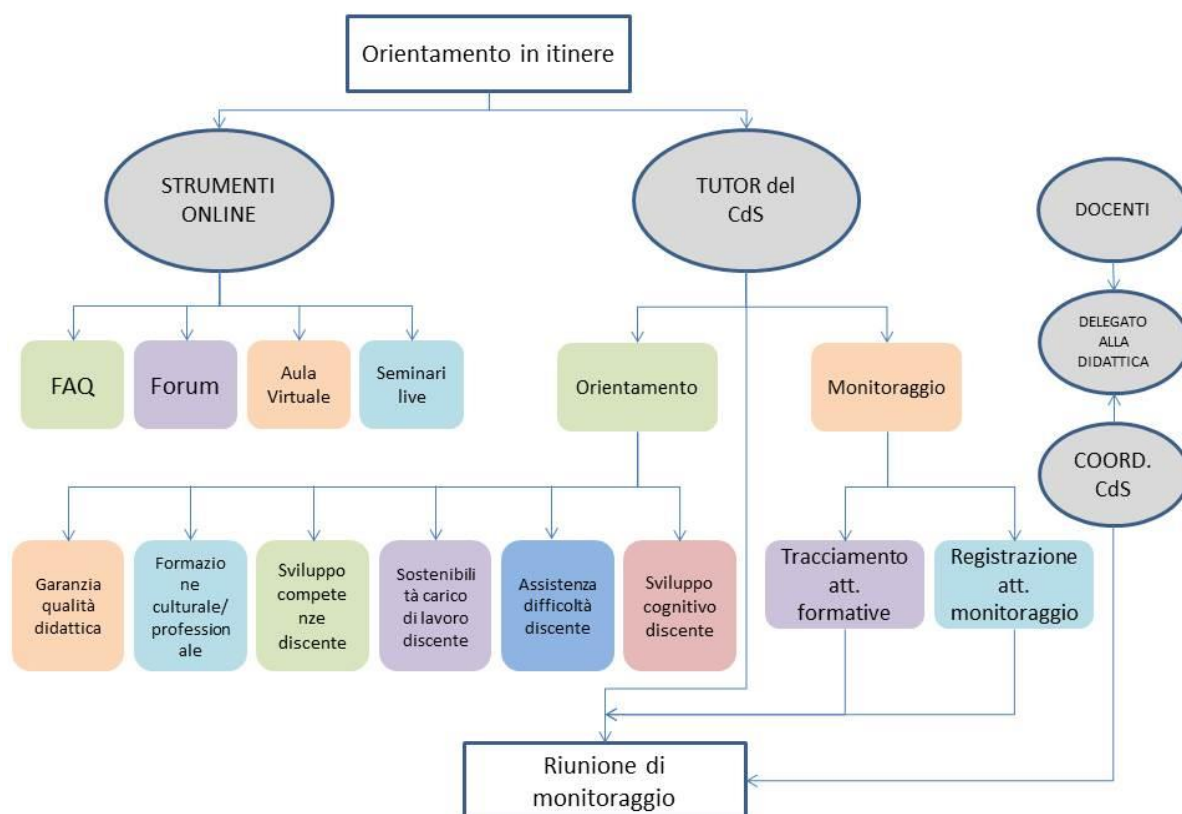 Orientamento in itinere
STRUMENTI
ONLINE
TUTOR del
CdS
DOCENTI
DELEGATO
ALLA
DIDATTICA
COORD.
CdS
FAQ
Forum
Aula
Virtuale
Seminari
live
Orientamento
Monitoraggio
Garanzia
qualità
didattica
Formazio
ne
culturale/
profession
ale
Sviluppo
compete
nze
discente
Sostenibili
tà carico
di lavoro
discente
Assistenza
difficoltà
discente
Sviluppo
cognitivo
discente
Tracciamento
att.
formative
Registrazione
att.
monitoraggio
Riunione di
monitoraggio